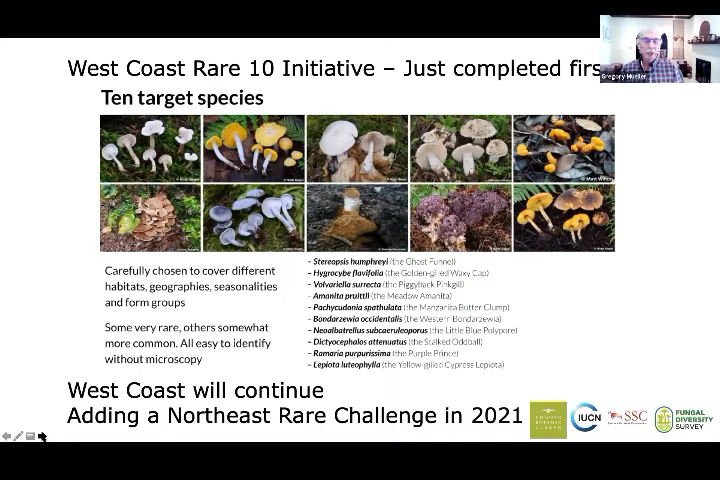 West Coast Rare 10 Initiative – Just completed firs
Gregory Mueller
Ten target species
Carefully chosen to cover different
habitats, geographies, seasonalities
and form groups
Some very rare, others somewhat
more common. All easy to identify
without microscopy
– Stereopsis humphreyi (the Ghost Funnel)
– Hygrocybe flavifolia (the Golden-gilled Waxy Cap)
– Volvariella surrecta (the Piggyback Pinkgill)
– Amanita pruittii (the Meadow Amanita)
– Pachycudonia spathulata (the Manzanita Butter Clump)
– Bondarzewia occidentalis (the Western Bondarzewia)
– Neoalbatrellus subcaeruleoporus (the Little Blue Polypore)
– Dictyocephalos attenuatus (the Stalked Oddball)
– Ramaria purpurissima (the Purple Prince)
– Lepiota luteophylla (the Yellow-gilled Cypress Lepiota)
West Coast will continue
Adding a Northeast Rare Challenge in 2021
CHICAGO
BOTANIC
GARDEN
IUCN
SSC
FUNGAL
DIVERSITY
SURVEY